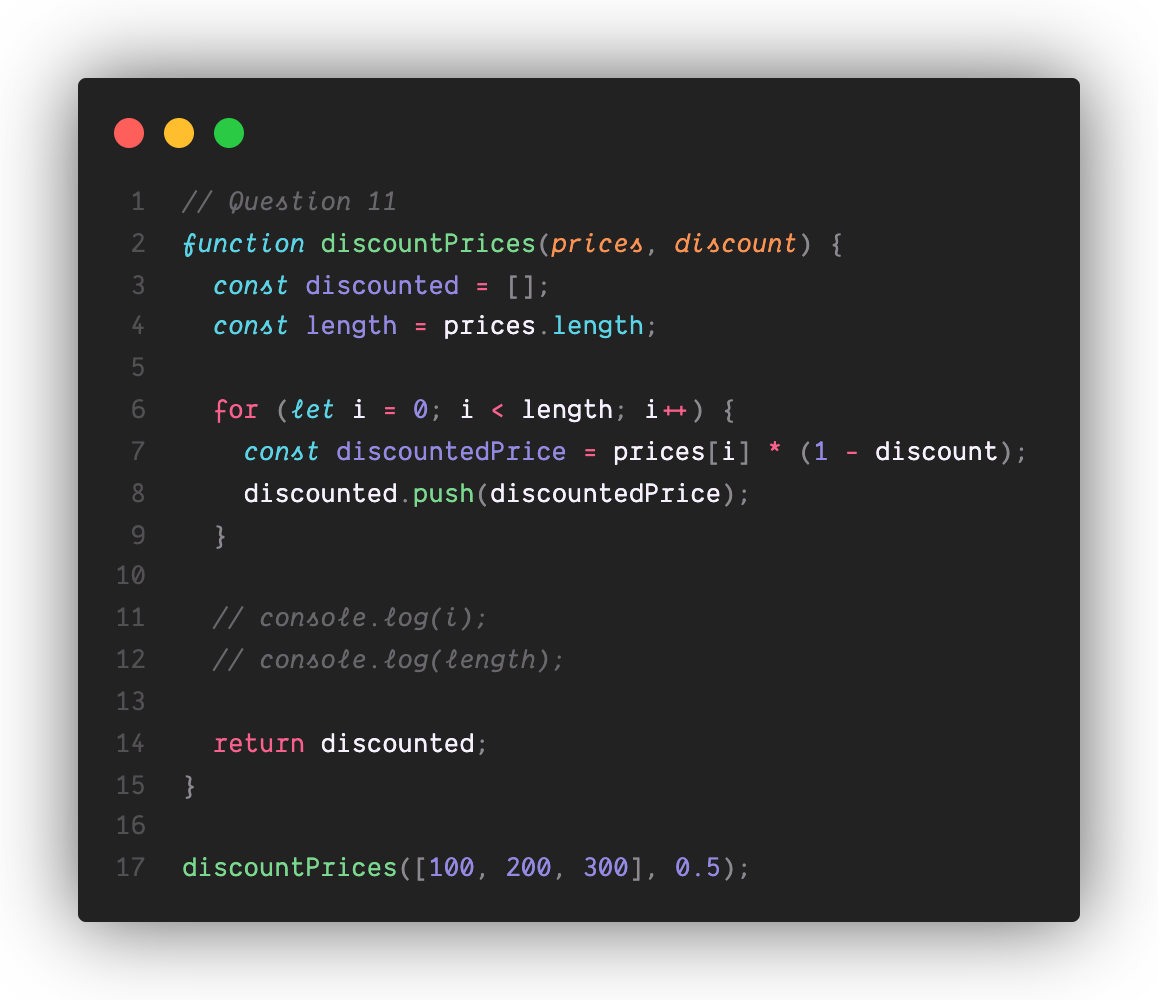 1 // Question 11
2 function discountPrices(prices, discount) {
3   const discounted = [];
4   const length = prices.length;
5
6   for (let i = 0; i < length; i++) {
7     const discountedPrice = prices[i] * (1 - discount);
8     discounted.push(discountedPrice);
9   }
10
11   // console.log(i);
12   // console.log(length);
13
14   return discounted;
15 }
16
17 discountPrices([100, 200, 300], 0.5);